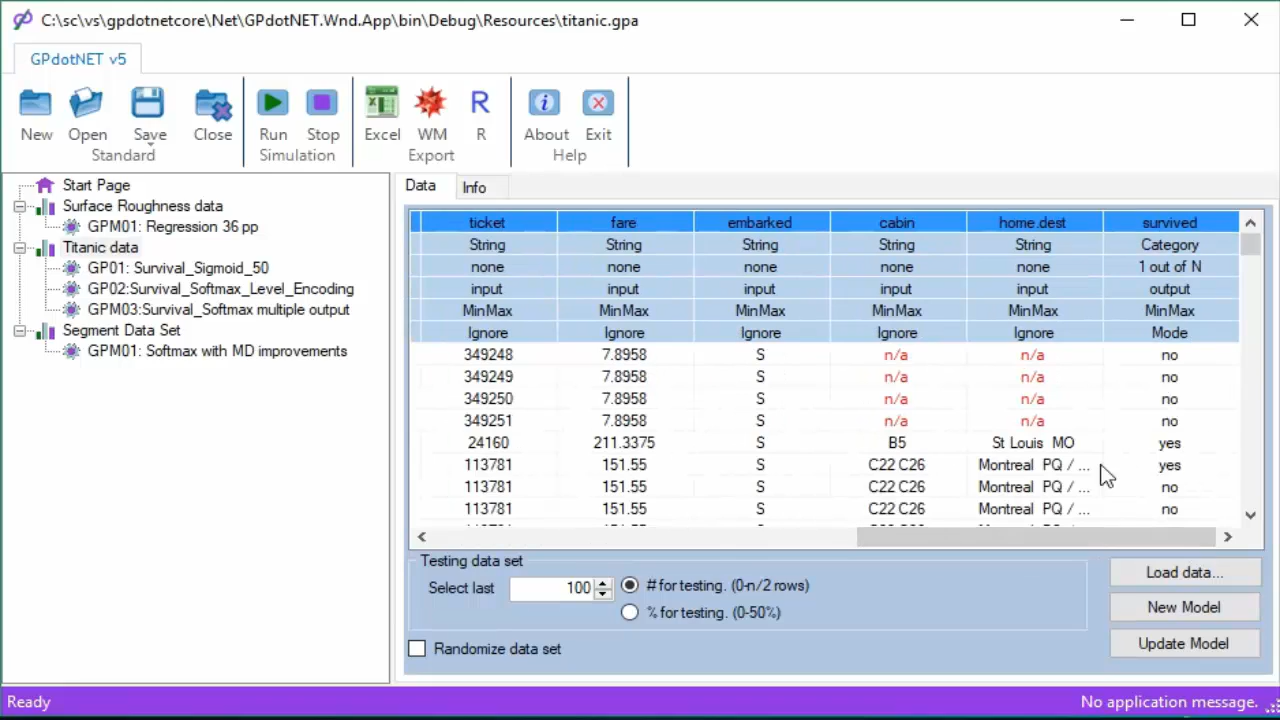 C:\sc\vs\gpdotnetcore\Net\GPdotNET.Wnd.App\bin\Debug\Resources\titanic.gpa
GPdotNET v5
New Open Save Close Run Stop Excel WM R About Exit
Standard Simulation Export Help
Start Page
Surface Roughness data
GPM01: Regression 36 pp
Titanic data
GP01: Survival_Sigmoid_50
GP02:Survival_Softmax_Level_Encoding
GPM03:Survival_Softmax multiple output
Segment Data Set
GPM01: Softmax with MD improvements
Data Info
ticket fare embarked cabin home.dest survived
String String String String String Category
none none none none none 1 out of N
input input input input input output
MinMax MinMax MinMax MinMax MinMax MinMax
Ignore Ignore Ignore Ignore Ignore Mode
349248 7.8958 S n/a n/a no
349249 7.8958 S n/a n/a no
349250 7.8958 S n/a n/a no
349251 7.8958 S n/a n/a no
24160 211.3375 S B5 St Louis MO yes
113781 151.55 S C22 C26 Montreal PQ / ... yes
113781 151.55 S C22 C26 Montreal PQ / ... no
113781 151.55 S C22 C26 Montreal PQ / ... no
Testing data set
Select last 100 # for testing. (0-n/2 rows)
% for testing. (0-50%)
Randomize data set
Load data...
New Model
Update Model
Ready No application message.